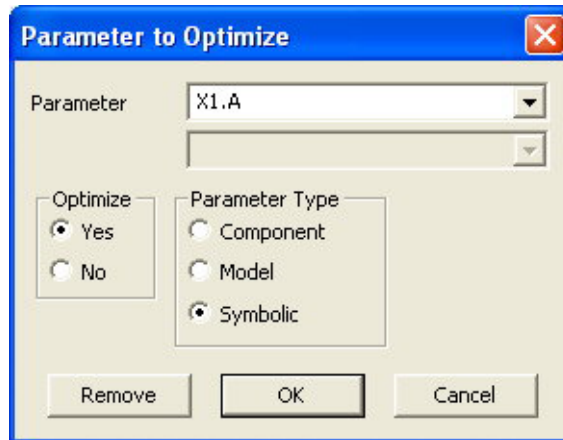 Parameter to Optimize
Parameter X1.A
Optimize Parameter Type
Yes Component
No Model
Symbolic
Remove OK Cancel